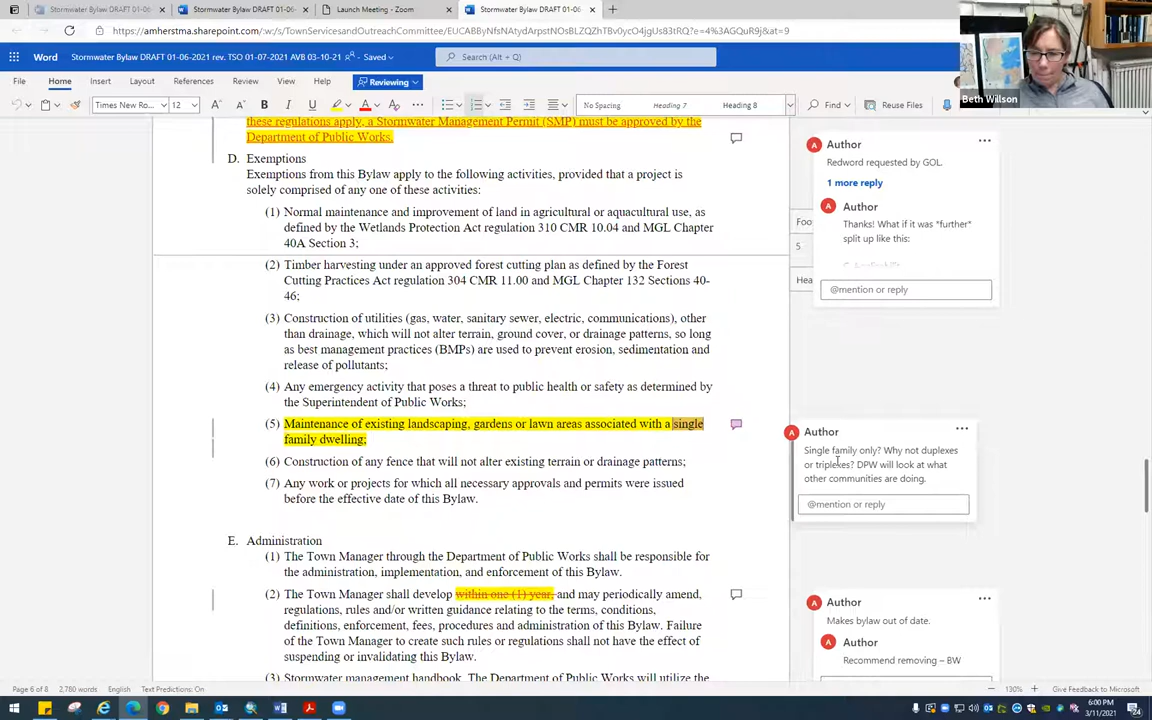 Stormwater Bylaw DRAFT 01-06-
Stormwater Bylaw DRAFT 01-06-
Launch Meeting - Zoom
Stormwater Bylaw DRAFT 01-06-
Word
Stormwater Bylaw DRAFT 01-06-2021 rev. TSO 01-07-2021 AVB 03-10-21
Saved
Search (Alt + Q)
Beth Willson
File
Home
Insert
Layout
References
Review
View
Help
Reviewing
Times New Ro...
12
No Spacing
Heading 7
Heading 8
Find
Reuse Files
these regulations apply, a Stormwater Management Permit (SMP) must be approved by the
Department of Public Works.
D. Exemptions
Exemptions from this Bylaw apply to the following activities, provided that a project is
solely comprised of any one of these activities:
(1) Normal maintenance and improvement of land in agricultural or aquacultural use, as
defined by the Wetlands Protection Act regulation 310 CMR 10.04 and MGL Chapter
40A Section 3;
(2) Timber harvesting under an approved forest cutting plan as defined by the Forest
Cutting Practices Act regulation 304 CMR 11.00 and MGL Chapter 132 Sections 40-
46;
(3) Construction of utilities (gas, water, sanitary sewer, electric, communications), other
than drainage, which will not alter terrain, ground cover, or drainage patterns, so long
as best management practices (BMPs) are used to prevent erosion, sedimentation and
release of pollutants;
(4) Any emergency activity that poses a threat to public health or safety as determined by
the Superintendent of Public Works;
(5) Maintenance of existing landscaping, gardens or lawn areas associated with a single
family dwelling;
(6) Construction of any fence that will not alter existing terrain or drainage patterns;
(7) Any work or projects for which all necessary approvals and permits were issued
before the effective date of this Bylaw.
E. Administration
(1) The Town Manager through the Department of Public Works shall be responsible for
the administration, implementation, and enforcement of this Bylaw.
(2) The Town Manager shall develop within one (1) year, and may periodically amend,
regulations, rules and/or written guidance relating to the terms, conditions,
definitions, enforcement, fees, procedures and administration of this Bylaw. Failure
of the Town Manager to create such rules or regulations shall not have the effect of
suspending or invalidating this Bylaw.
(3) Stormwater management handbook. The Department of Public Works will utilize the
Foo
5
Hea
A Author
Redword requested by GOL.
1 more reply
A Author
Thanks! What if it was *further*
split up like this:
@mention or reply
A Author
Single family only? Why not duplexes
or triplexes? DPW will look at what
other communities are doing.
@mention or reply
A Author
Makes bylaw out of date.
A Author
Recommend removing – BW
Page 6 of 8
2,780 words
English
Text Predictions: On
130%
Give Feedback to Microsoft
6:00 PM
3/11/2021
24